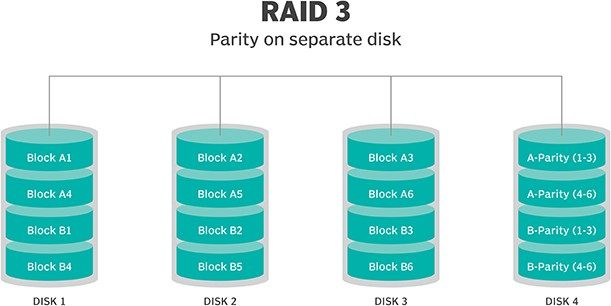 RAID 3
Parity on separate disk
Block A1
Block A4
Block B1
Block B4
DISK 1
Block A2
Block A5
Block B2
Block B5
DISK 2
Block A3
Block A6
Block B3
Block B6
DISK 3
A-Parity (1-3)
A-Parity (4-6)
B-Parity (1-3)
B-Parity (4-6)
DISK 4